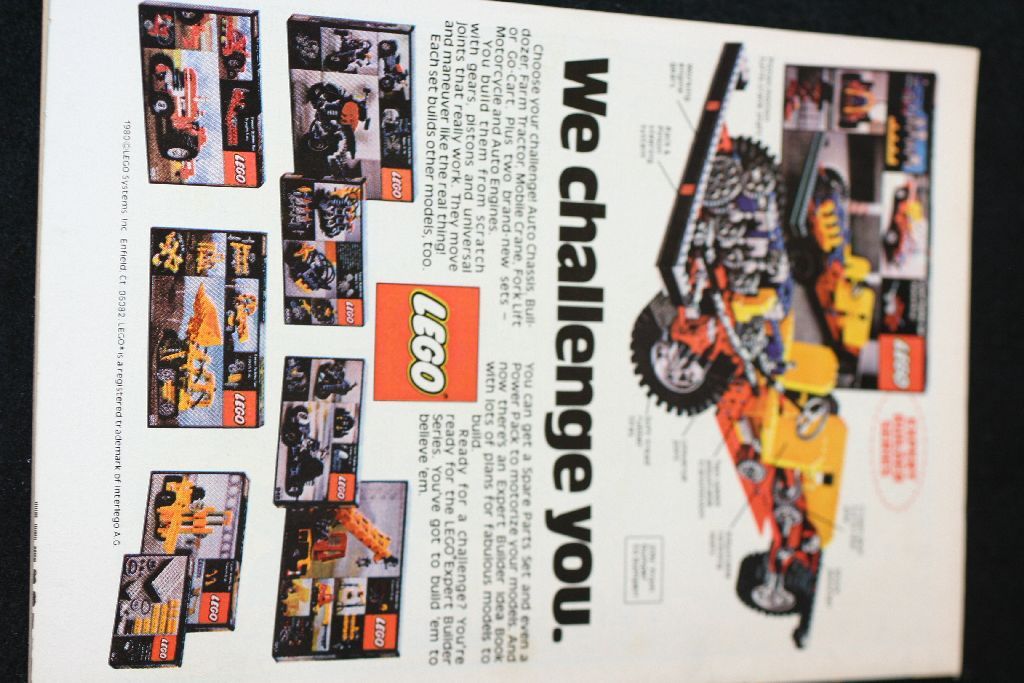 LEGO
EXPERT
BUILDER
SERIES
We challenge you.
Choose your challenge! Auto Chassis, Bull-
dozer, Farm Tractor, Mobile Crane, Fork Lift
or Go-Cart. Plus two brand-new sets –
Motorcycle and Auto Engines.
You build them from scratch
with gears, pistons and universal
joints that really work. They move
and maneuver like the real thing!
Each set builds other models, too.
You can get a Spare Parts Set and even a
Power Pack to motorize your models. And
now there's an Expert Builder Idea Book
with lots of plans for fabulous models to
build.
Ready for a challenge? You're
ready for the LEGO® Expert Builder
Series. You've got to build 'em to
believe 'em.
LEGO®
LEGO
LEGO
LEGO
LEGO
LEGO
LEGO
LEGO
LEGO
1980 © LEGO Systems, Inc. Enfield, Ct. 06082. LEGO® is a registered trademark of Interlego A.G.